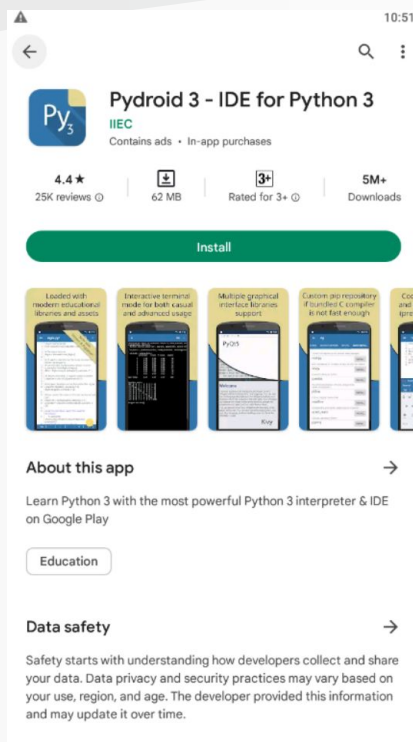 10:51
Py3
Pydroid 3 - IDE for Python 3
IIEC
Contains ads • In-app purchases
4.4★
25K reviews
62 MB
3+
Rated for 3+
5M+
Downloads
Install
Loaded with
modern educational
libraries and assets
Interactive terminal
mode for both casual
and advanced usage
Multiple graphical
interface libraries
support
PyQt5
Welcome
Kivy
Custom pip repository
if bundled C compiler
is not fast enough
and
About this app
Learn Python 3 with the most powerful Python 3 interpreter & IDE
on Google Play
Education
Data safety
Safety starts with understanding how developers collect and share
your data. Data privacy and security practices may vary based on
your use, region, and age. The developer provided this information
and may update it over time.